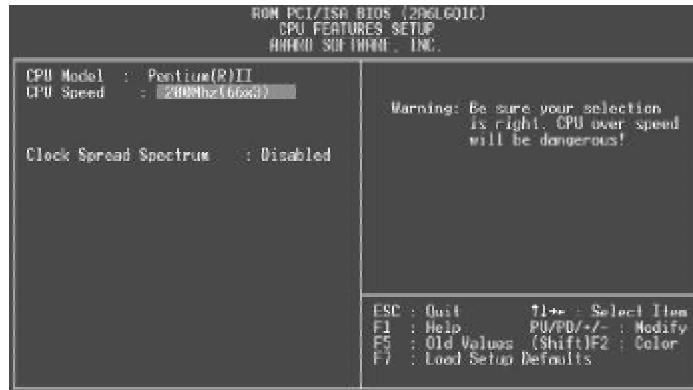 ROM PCI/ISA BIOS (2A6LGQ1C)
CPU FEATURES SETUP
AWARD SOFTWARE, INC.
CPU Model : Pentium(R)II
CPU Speed : 200Mhz(66x3)
Clock Spread Spectrum : Disabled
Warning: Be sure your selection
is right. CPU over speed
will be dangerous!
ESC : Quit ↑↓→← : Select Item
F1 : Help PU/PD/+/- : Modify
F5 : Old Values (Shift)F2 : Color
F7 : Load Setup Defaults